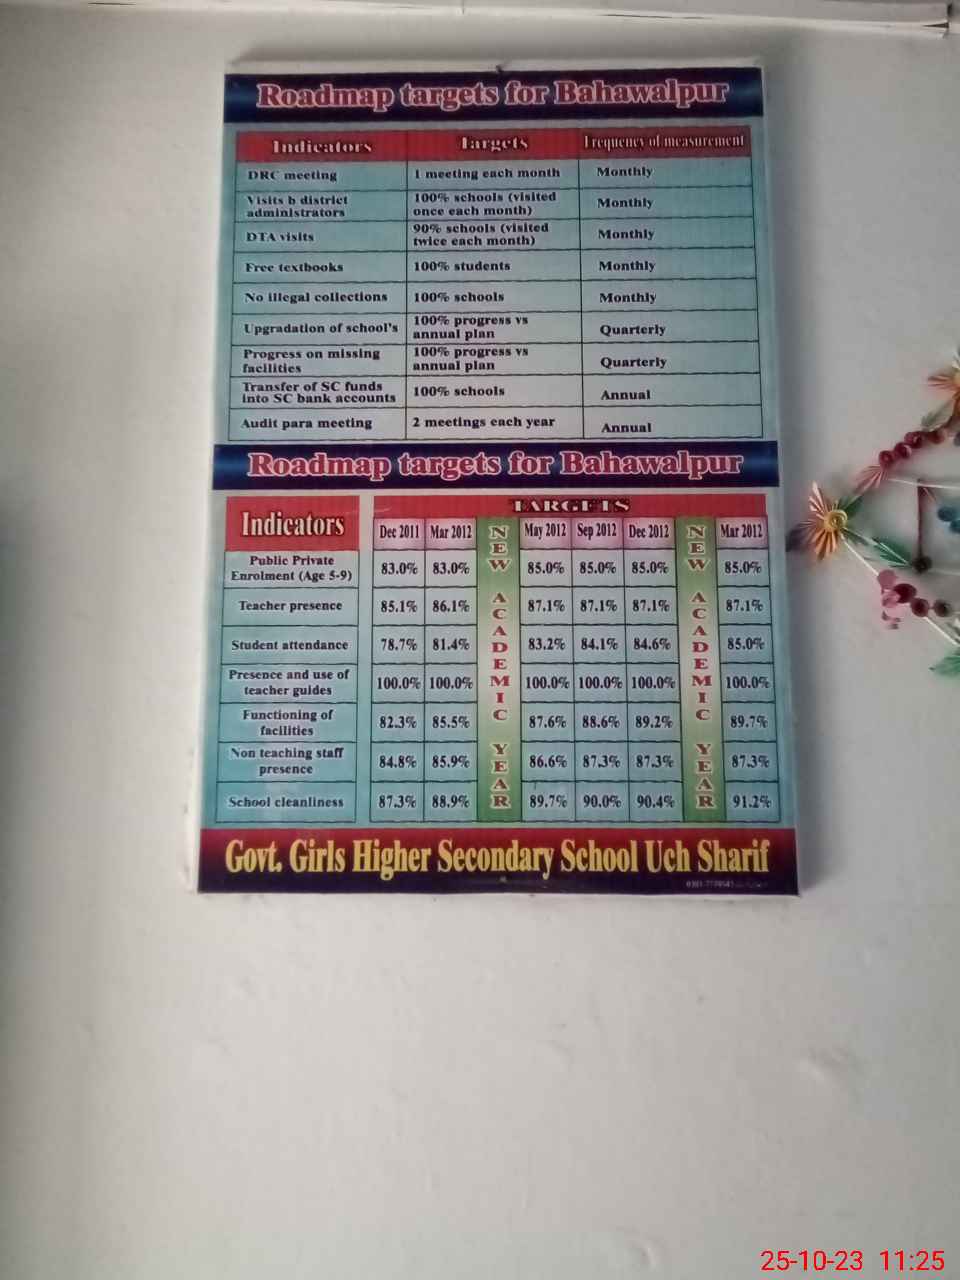 Roadmap targets for Bahawalpur
Indicators Targets Frequency of measurement
DRC meeting 1 meeting each month Monthly
Visits b district administrators 100% schools (visited once each month) Monthly
DTA visits 90% schools (visited twice each month) Monthly
Free textbooks 100% students Monthly
No illegal collections 100% schools Monthly
Upgradation of school's 100% progress vs annual plan Quarterly
Progress on missing facilities 100% progress vs annual plan Quarterly
Transfer of SC funds into SC bank accounts 100% schools Annual
Audit para meeting 2 meetings each year Annual
Roadmap targets for Bahawalpur
Indicators TARGETS
Dec 2011 Mar 2012 NEW ACADEMIC YEAR May 2012 Sep 2012 Dec 2012 NEW ACADEMIC YEAR Mar 2012
Public Private Enrolment (Age 5-9) 83.0% 83.0% 85.0% 85.0% 85.0% 85.0%
Teacher presence 85.1% 86.1% 87.1% 87.1% 87.1% 87.1%
Student attendance 78.7% 81.4% 83.2% 84.1% 84.6% 85.0%
Presence and use of teacher guides 100.0% 100.0% 100.0% 100.0% 100.0% 100.0%
Functioning of facilities 82.3% 85.5% 87.6% 88.6% 89.2% 89.7%
Non teaching staff presence 84.8% 85.9% 86.6% 87.3% 87.3% 87.3%
School cleanliness 87.3% 88.9% 89.7% 90.0% 90.4% 91.2%
Govt. Girls Higher Secondary School Uch Sharif
25-10-23 11:25